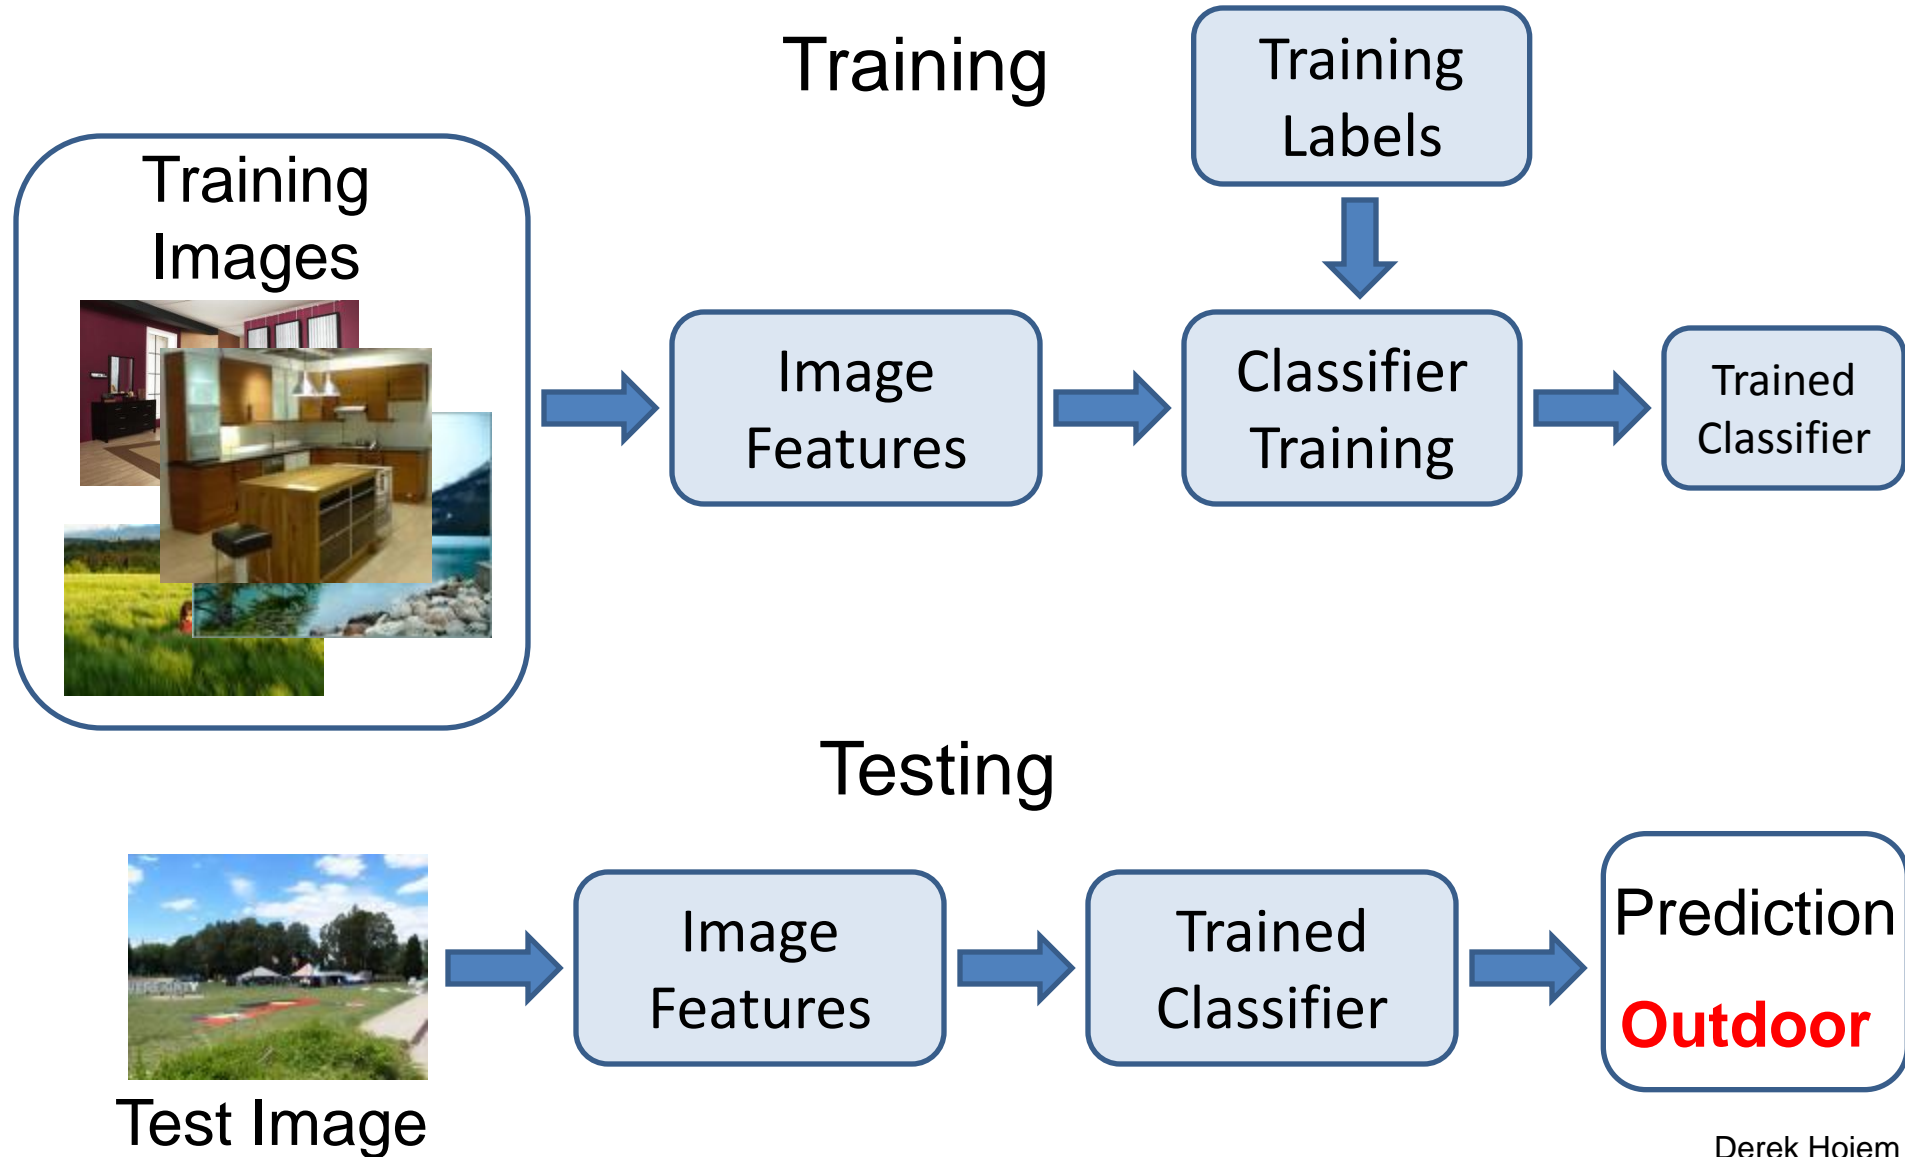 Training
Training
Labels
Training
Images
Image
Features
Classifier
Training
Trained
Classifier
Testing
Image
Features
Trained
Classifier
Prediction
Outdoor
Test Image
Derek Hoiem